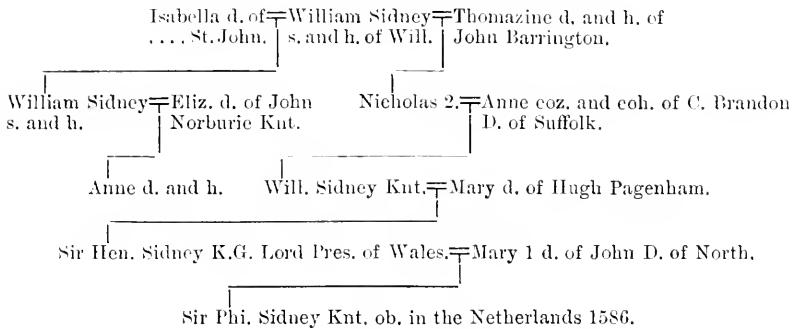 Isabella d. of William Sidney Thomazine d. and h. of
.... St. John. s. and h. of Will. John Barrington.
William Sidney Eliz. d. of John Nicholas 2. Anne coz. and coh. of C. Brandon
s. and h. Norburie Knt. D. of Suffolk.
Anne d. and h. Will. Sidney Knt. Mary d. of Hugh Pagenham.
Sir Hen. Sidney K.G. Lord Pres. of Wales. Mary 1 d. of John D. of North.
Sir Phi. Sidney Knt. ob. in the Netherlands 1586.